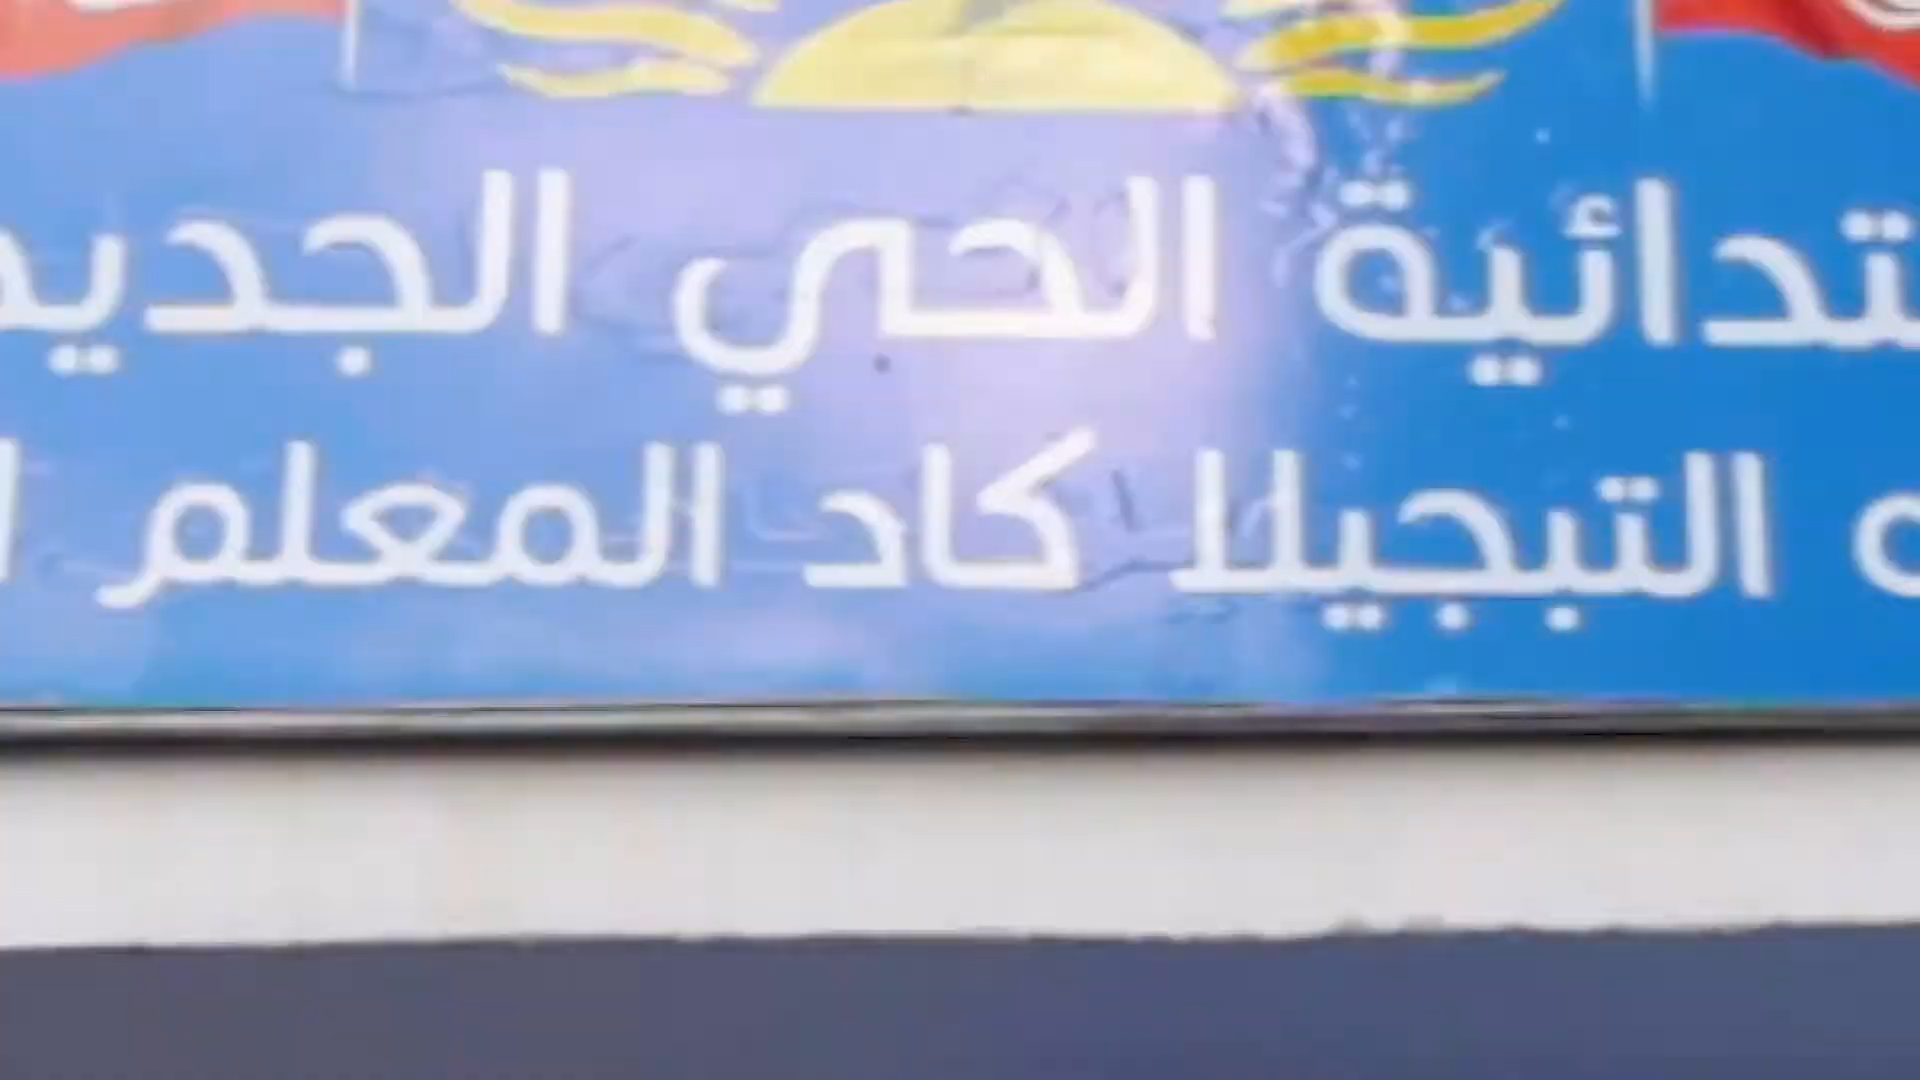 تدائية الحي الجديد
ه التبجيلا كاد المعلم ا